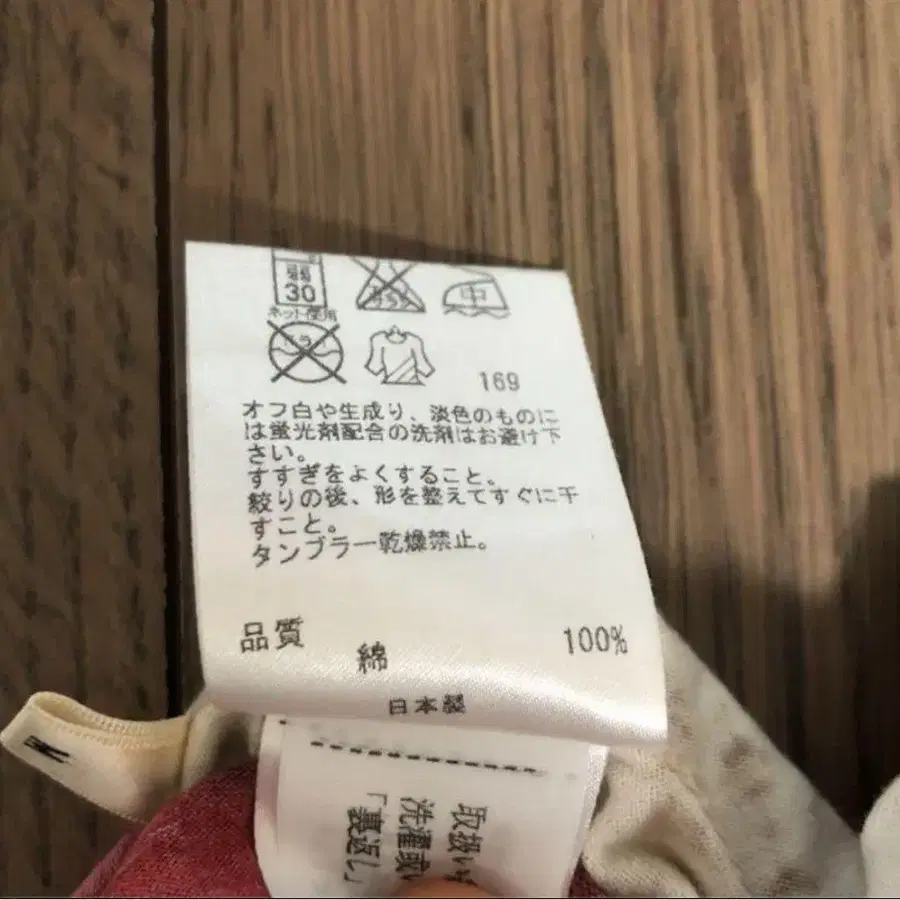 弱
30
ネット使用
中
169
オフ白や生成り、淡色のものに
は蛍光剤配合の洗剤はお避け下
さい。
すすぎをよくすること。
絞りの後、形を整えてすぐに干
すこと。
タンブラー乾燥禁止。
品質
綿
100%
日本製
取扱い
洗濯或
「裏返し」
M